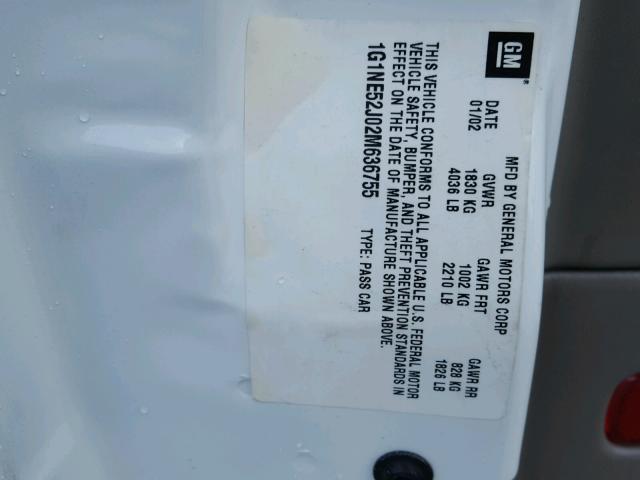 GM
MFD BY GENERAL MOTORS CORP
DATE GVWR GAWR FRT GAWR RR
01/02 1830 KG 1002 KG 828 KG
4036 LB 2210 LB 1826 LB
THIS VEHICLE CONFORMS TO ALL APPLICABLE U.S. FEDERAL MOTOR
VEHICLE SAFETY, BUMPER, AND THEFT PREVENTION STANDARDS IN
EFFECT ON THE DATE OF MANUFACTURE SHOWN ABOVE.
1G1NE52J02M636755 TYPE: PASS CAR